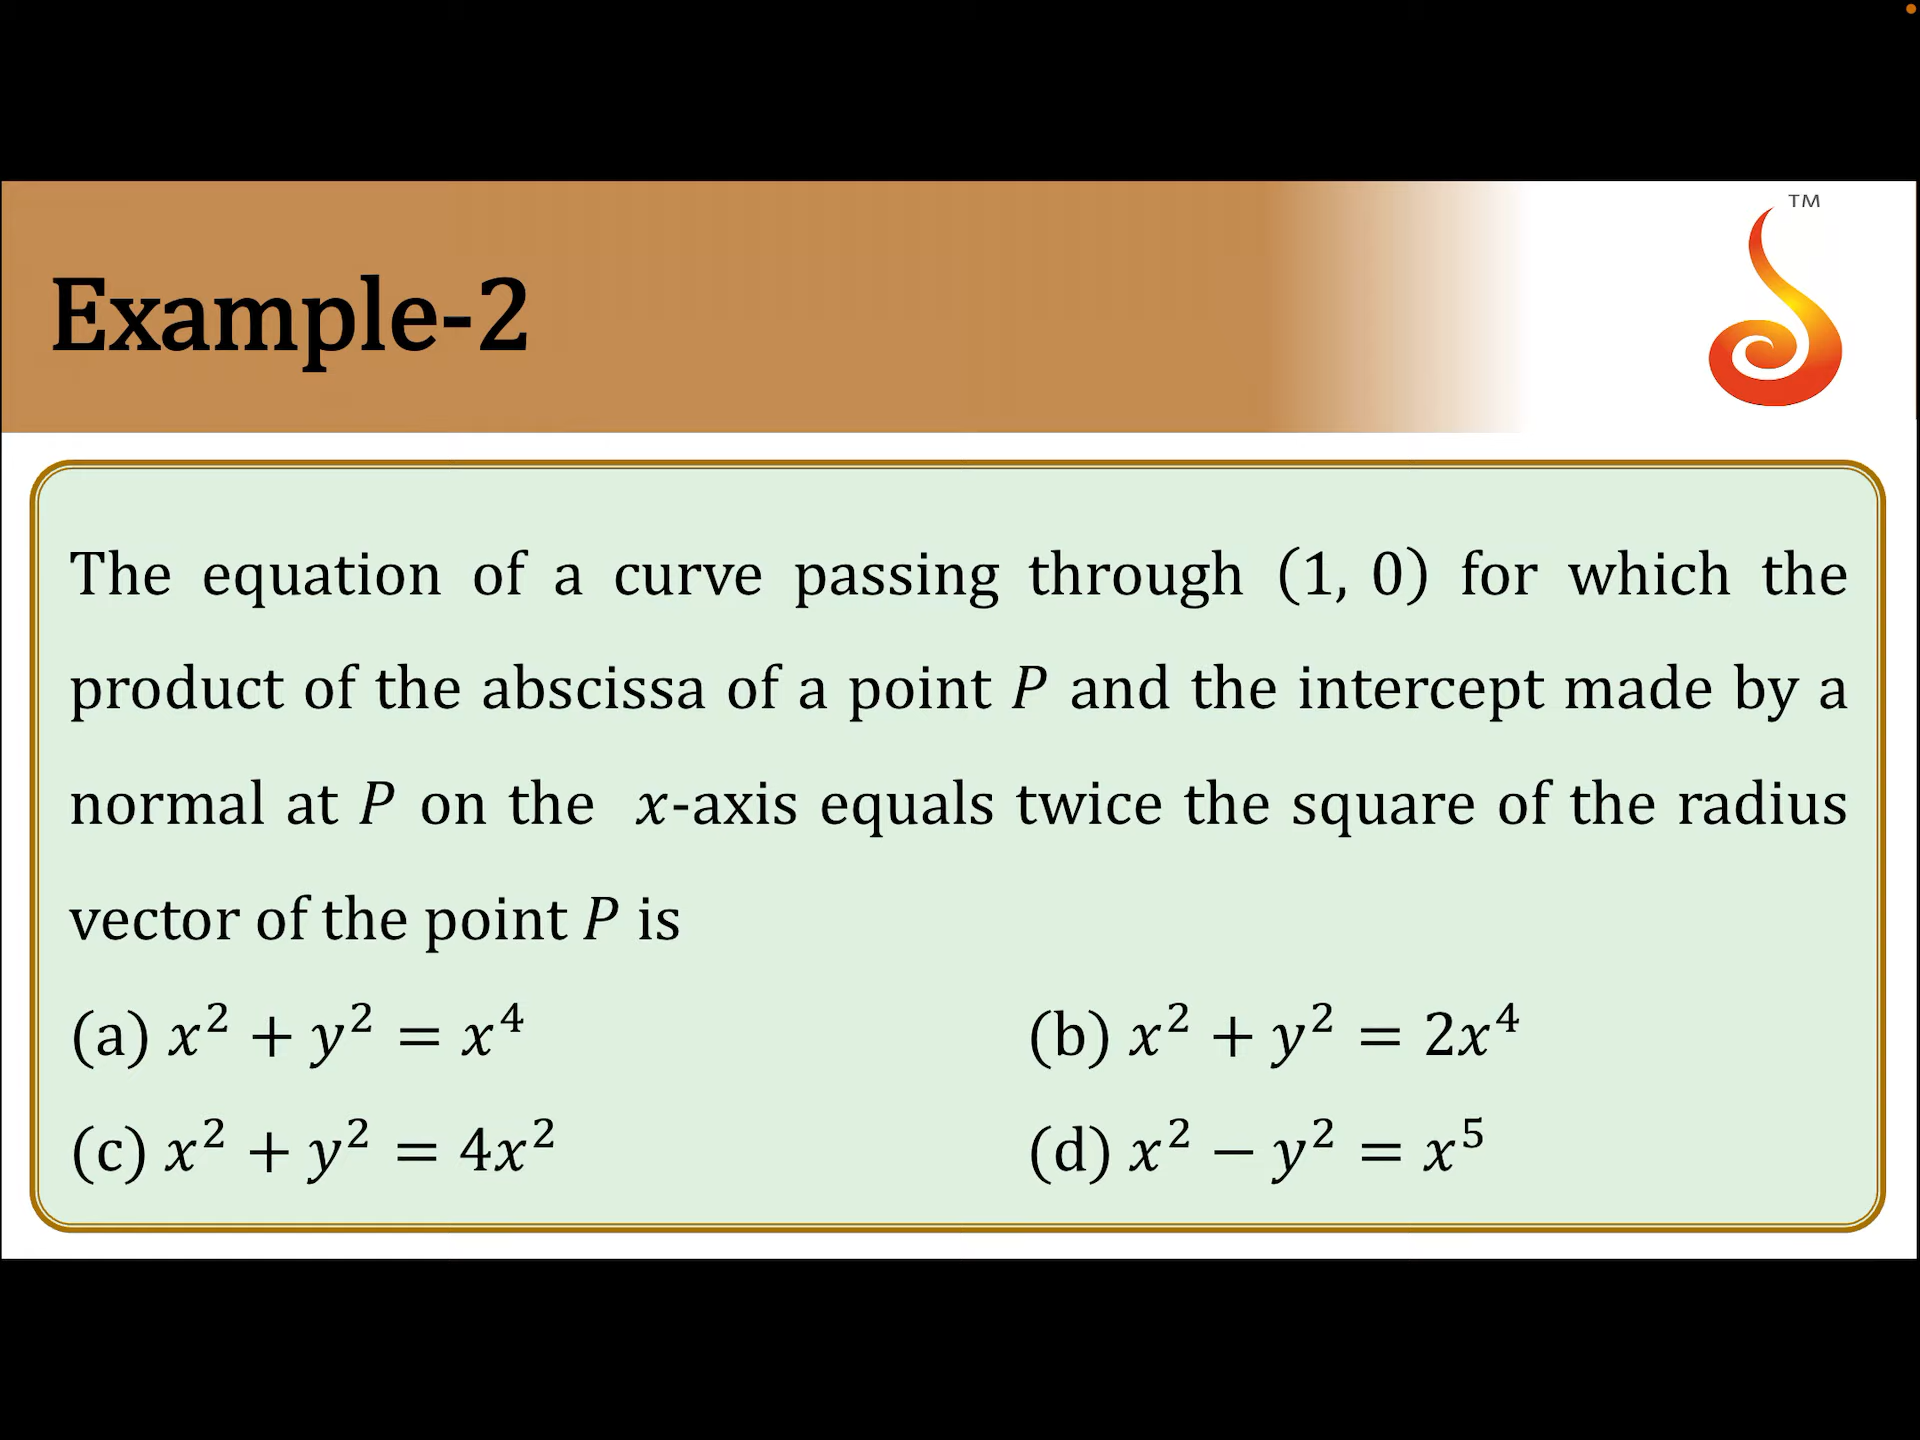 TM
Example-2
The equation of a curve passing through (1, 0) for which the
product of the abscissa of a point P and the intercept made by a
normal at P on the x-axis equals twice the square of the radius
vector of the point P is
(a) x² + y² = x⁴ (b) x² + y² = 2x⁴
(c) x² + y² = 4x² (d) x² − y² = x⁵